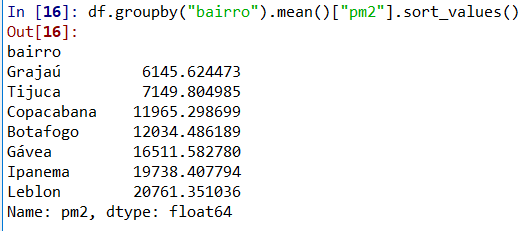 In [16]: df.groupby("bairro").mean()["pm2"].sort_values()
Out[16]:
bairro
Grajaú         6145.624473
Tijuca         7149.804985
Copacabana    11965.298699
Botafogo      12034.486189
Gávea         16511.582780
Ipanema       19738.407794
Leblon        20761.351036
Name: pm2, dtype: float64